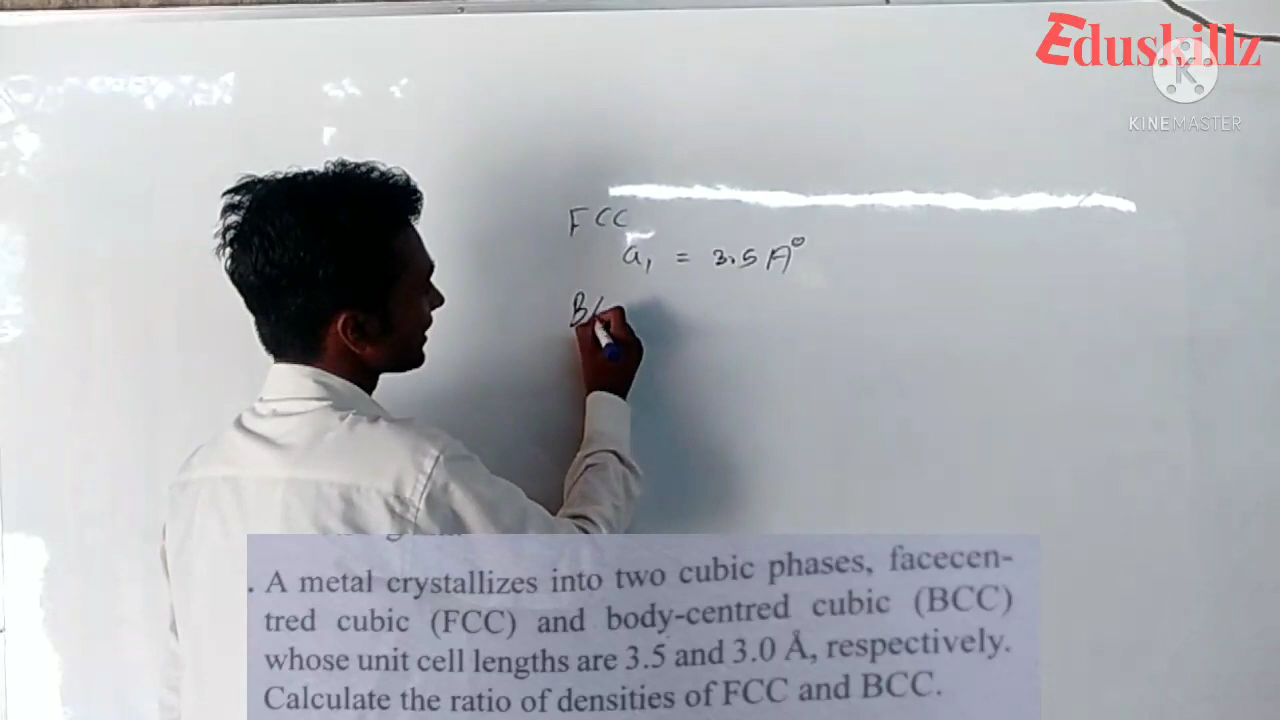 Eduskillz
K
KINEMASTER
FCC
a₁ = 3.5 A°
BC
. A metal crystallizes into two cubic phases, facecen-
tred cubic (FCC) and body-centred cubic (BCC)
whose unit cell lengths are 3.5 and 3.0 Å, respectively.
Calculate the ratio of densities of FCC and BCC.